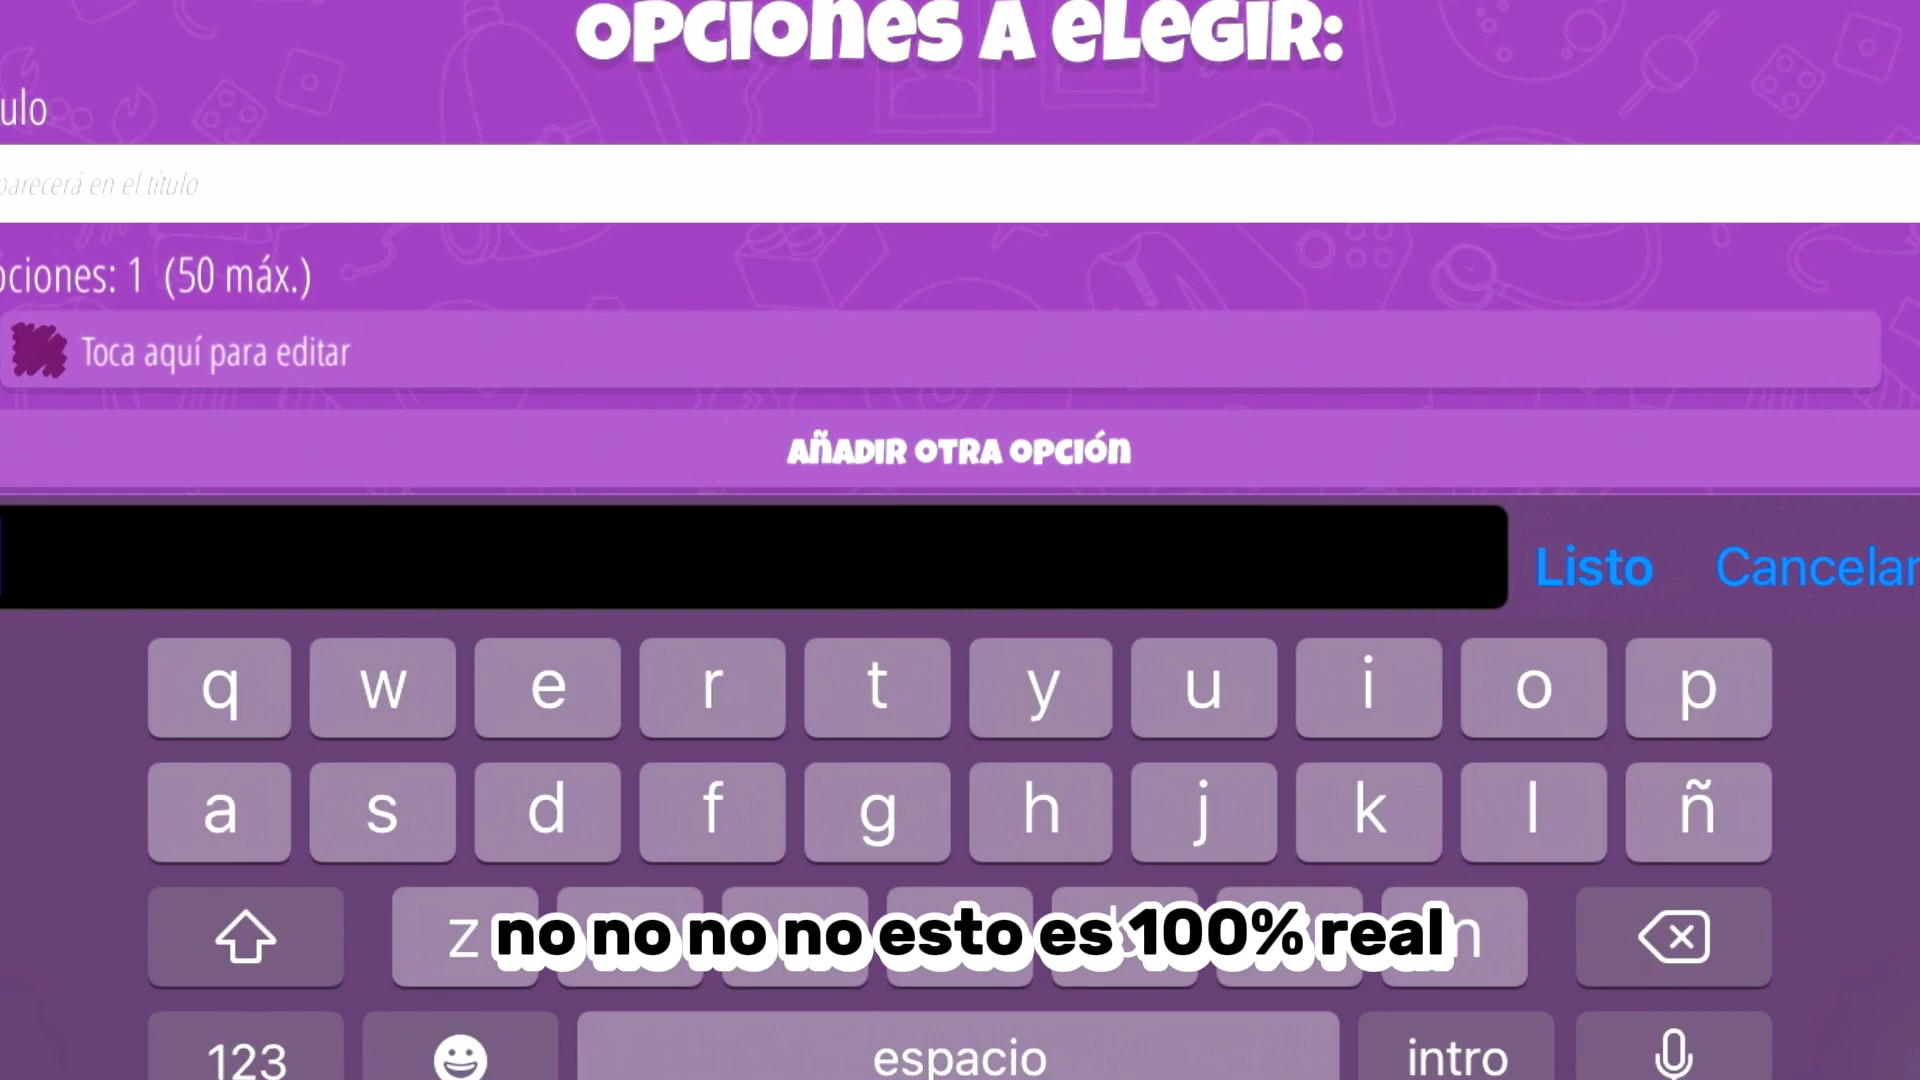 OPCIONES A ELEGIR:
ulo
parecerá en el título
pciones: 1 (50 máx.)
Toca aquí para editar
AÑADIR OTRA OPCIÓN
Listo Cancelar
q w e r t y u i o p
a s d f g h j k l ñ
z
no no no no esto es 100% real
123 espacio intro